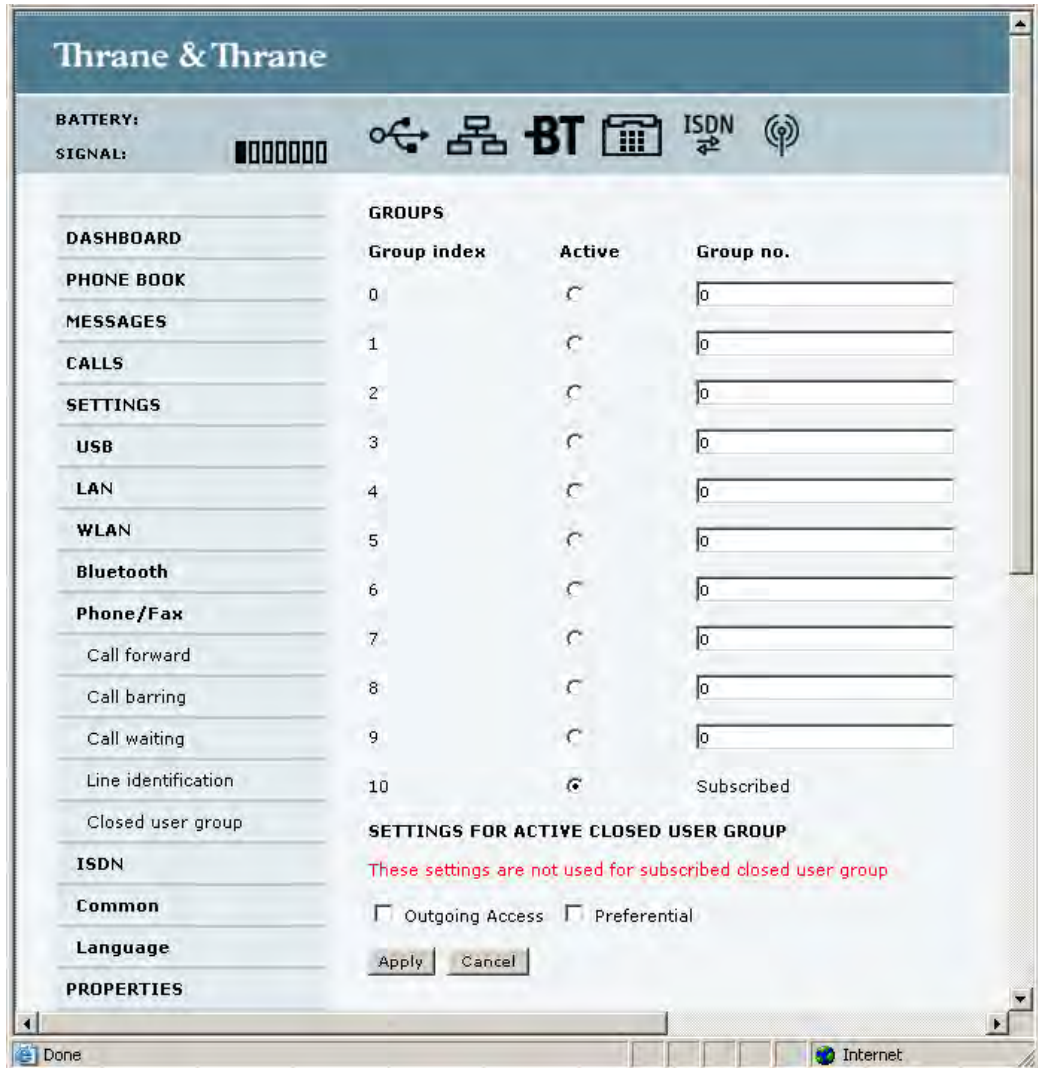 Thrane & Thrane
BATTERY:
SIGNAL:
BT
ISDN
DASHBOARD
PHONE BOOK
MESSAGES
CALLS
SETTINGS
USB
LAN
WLAN
Bluetooth
Phone/Fax
Call forward
Call barring
Call waiting
Line identification
Closed user group
ISDN
Common
Language
PROPERTIES
GROUPS
Group index Active Group no.
0 0
1 0
2 0
3 0
4 0
5 0
6 0
7 0
8 0
9 0
10 Subscribed
SETTINGS FOR ACTIVE CLOSED USER GROUP
These settings are not used for subscribed closed user group
Outgoing Access Preferential
Apply Cancel
Done Internet